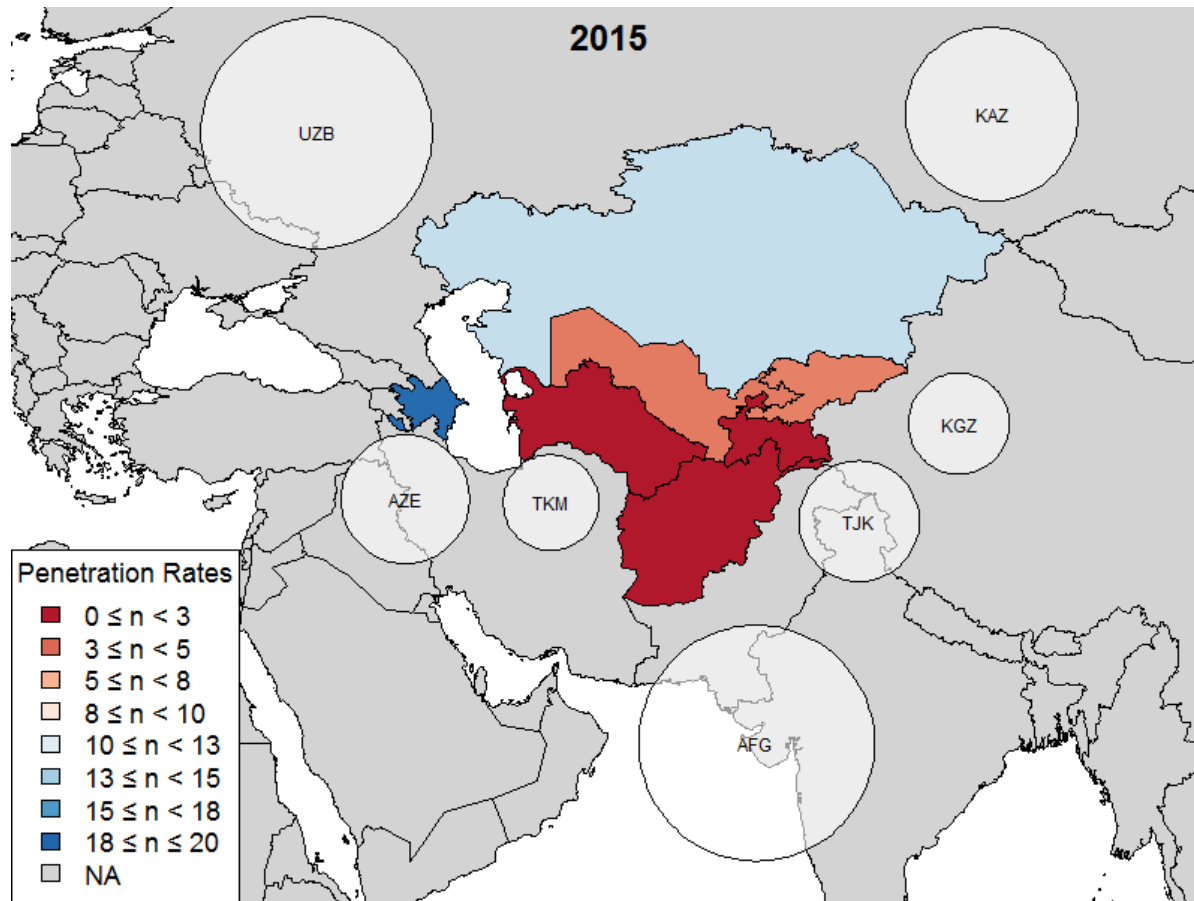 2015
UZB
KAZ
KGZ
AZE
TKM
TJK
AFG
Penetration Rates
0 ≤ n < 3
3 ≤ n < 5
5 ≤ n < 8
8 ≤ n < 10
10 ≤ n < 13
13 ≤ n < 15
15 ≤ n < 18
18 ≤ n ≤ 20
NA